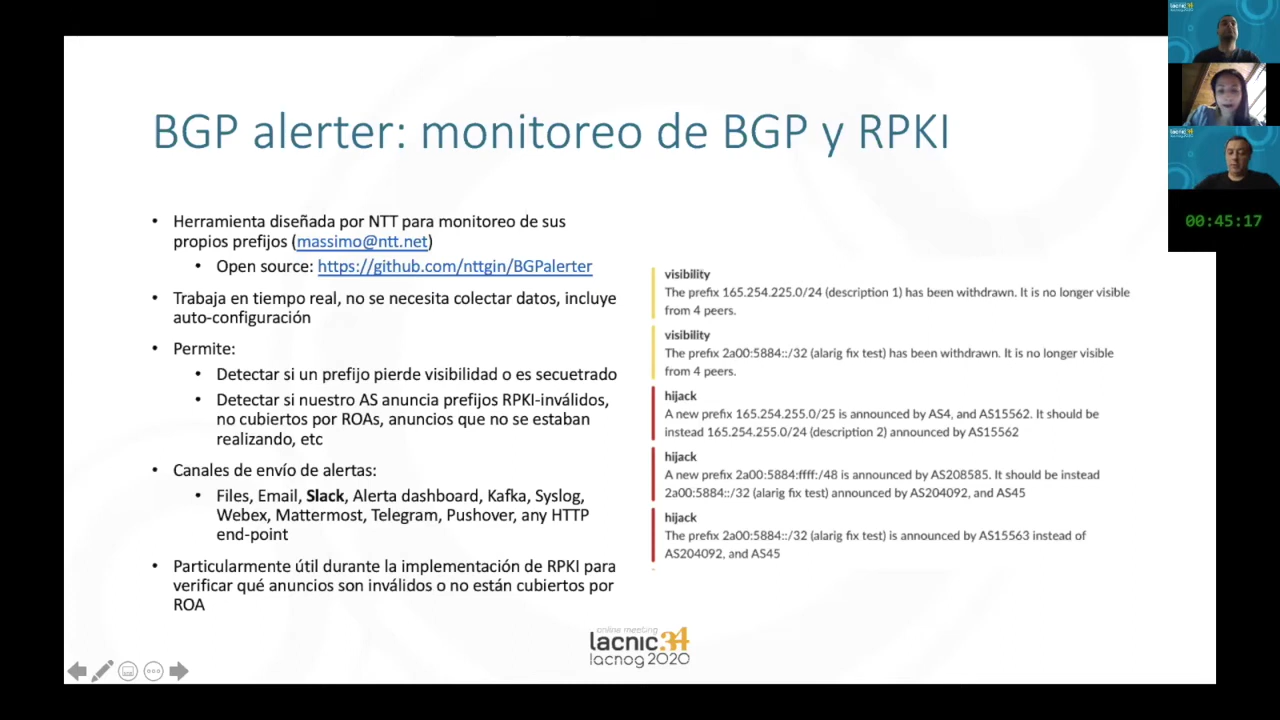 BGP alerter: monitoreo de BGP y RPKI
• Herramienta diseñada por NTT para monitoreo de sus
propios prefijos (massimo@ntt.net)
• Open source: https://github.com/nttgin/BGPalerter
• Trabaja en tiempo real, no se necesita colectar datos, incluye
auto-configuración
• Permite:
• Detectar si un prefijo pierde visibilidad o es secuetrado
• Detectar si nuestro AS anuncia prefijos RPKI-inválidos,
no cubiertos por ROAs, anuncios que no se estaban
realizando, etc
• Canales de envío de alertas:
• Files, Email, Slack, Alerta dashboard, Kafka, Syslog,
Webex, Mattermost, Telegram, Pushover, any HTTP
end-point
• Particularmente útil durante la implementación de RPKI para
verificar qué anuncios son inválidos o no están cubiertos por
ROA
visibility
The prefix 165.254.225.0/24 (description 1) has been withdrawn. It is no longer visible
from 4 peers.
visibility
The prefix 2a00:5884::/32 (alarig fix test) has been withdrawn. It is no longer visible
from 4 peers.
hijack
A new prefix 165.254.255.0/25 is announced by AS4, and AS15562. It should be
instead 165.254.255.0/24 (description 2) announced by AS15562
hijack
A new prefix 2a00:5884:ffff:/48 is announced by AS208585. It should be instead
2a00:5884::/32 (alarig fix test) announced by AS204092, and AS45
hijack
The prefix 2a00:5884::/32 (alarig fix test) is announced by AS15563 instead of
AS204092, and AS45
online meeting
lacnic34
lacnog2020
lacnic34
lacnic34
00:45:17